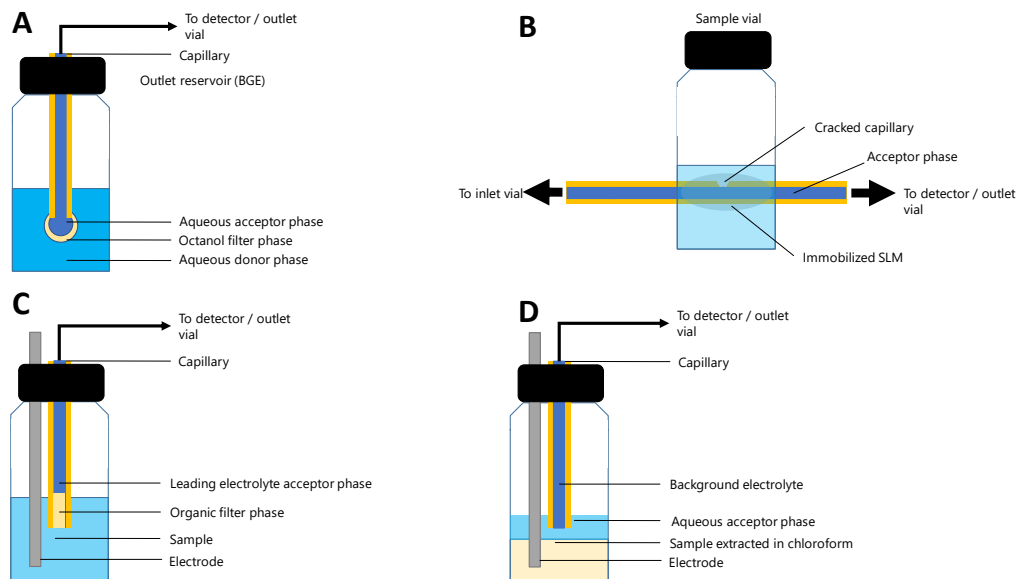 A
To detector / outlet
vial
Capillary
Outlet reservoir (BGE)
Aqueous acceptor phase
Octanol filter phase
Aqueous donor phase
B
Sample vial
Cracked capillary
Acceptor phase
To inlet vial
To detector / outlet
vial
Immobilized SLM
C
To detector / outlet
vial
Capillary
Leading electrolyte acceptor phase
Organic filter phase
Sample
Electrode
D
To detector / outlet
vial
Capillary
Background electrolyte
Aqueous acceptor phase
Sample extracted in chloroform
Electrode